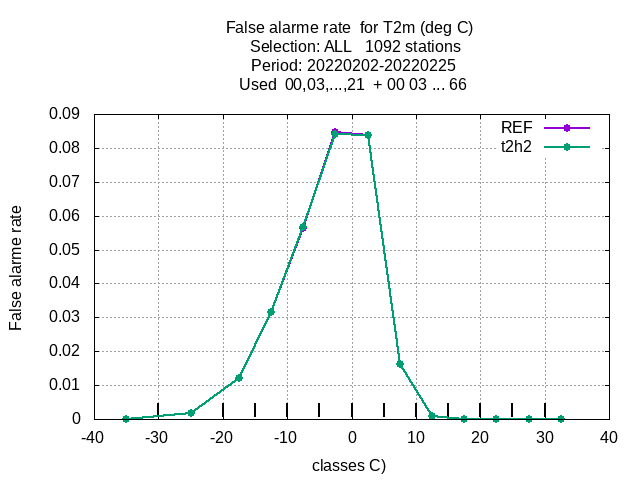 False alarme rate  for T2m (deg C)
Selection: ALL   1092 stations
Period: 20220202-20220225
Used  00,03,...,21  + 00 03 ... 66
REF
t2h2
False alarme rate
0.09
0.08
0.07
0.06
0.05
0.04
0.03
0.02
0.01
0
-40 -30 -20 -10 0 10 20 30 40
classes C)